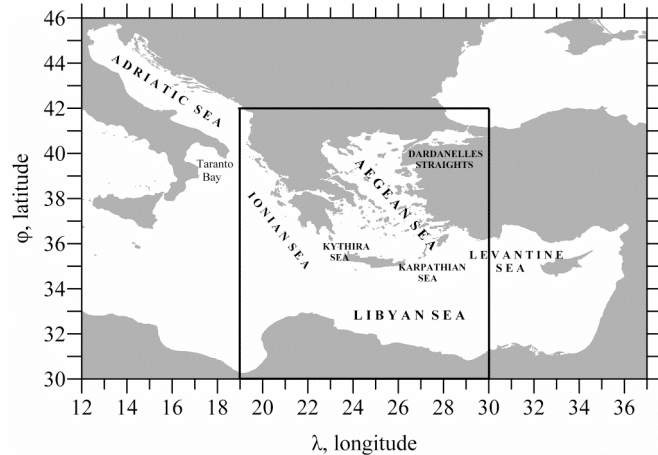 46
44
42
40
38
36
34
32
30
φ, latitude
ADRIATIC SEA
Taranto
Bay
IONIAN SEA
AEGEAN SEA
DARDANELLES
STRAIGHTS
KYTHIRA
SEA
KARPATHIAN
SEA
LEVANTINE
SEA
LIBYAN SEA
12 14 16 18 20 22 24 26 28 30 32 34 36
λ, longitude